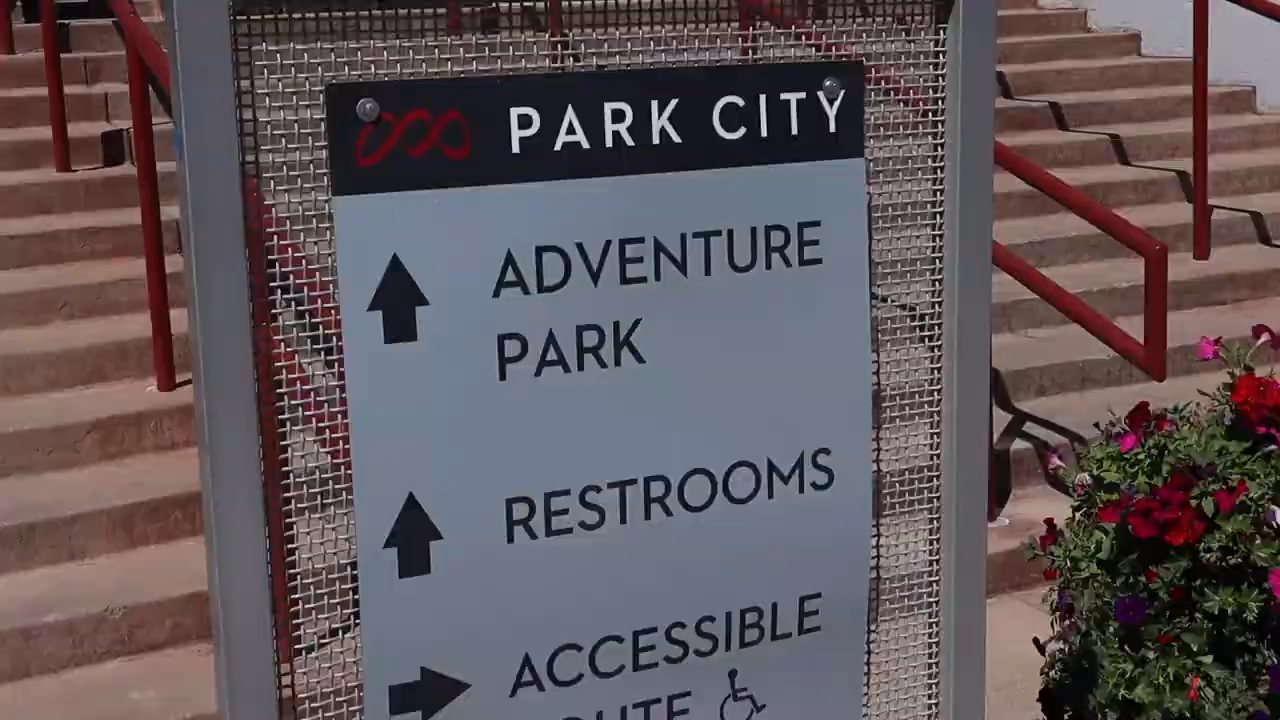 PARK CITY
ADVENTURE
PARK
RESTROOMS
ACCESSIBLE